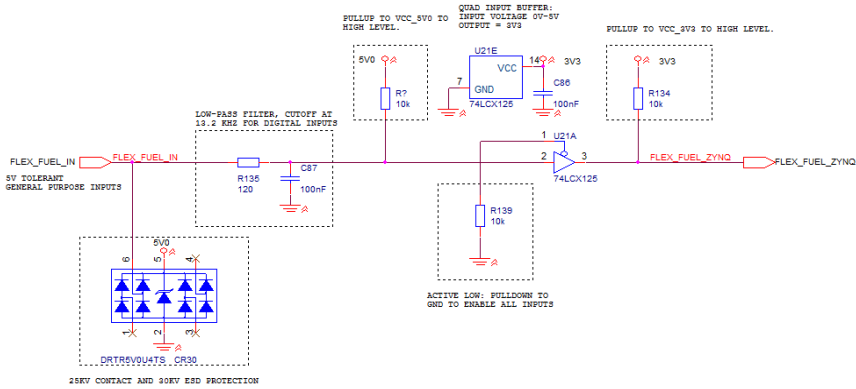 PULLUP TO VCC_5V0 TO
HIGH LEVEL.
QUAD INPUT BUFFER:
INPUT VOLTAGE 0V-5V
OUTPUT = 3V3
PULLUP TO VCC_3V3 TO HIGH LEVEL.
5V0
R?
10k
U21E
VCC
14
3V3
7
GND
74LCX125
C86
100nF
3V3
R134
10k
LOW-PASS FILTER, CUTOFF AT
13.2 KHZ FOR DIGITAL INPUTS
FLEX_FUEL_IN
FLEX_FUEL_IN
5V TOLERANT
GENERAL PURPOSE INPUTS
R135
120
C87
100nF
1
U21A
2
3
74LCX125
FLEX_FUEL_ZYNQ
FLEX_FUEL_ZYNQ
R139
10k
ACTIVE LOW: PULLDOWN TO
GND TO ENABLE ALL INPUTS
5V0
6
5
4
1
2
3
DRTR5V0U4TS CR30
25KV CONTACT AND 30KV ESD PROTECTION